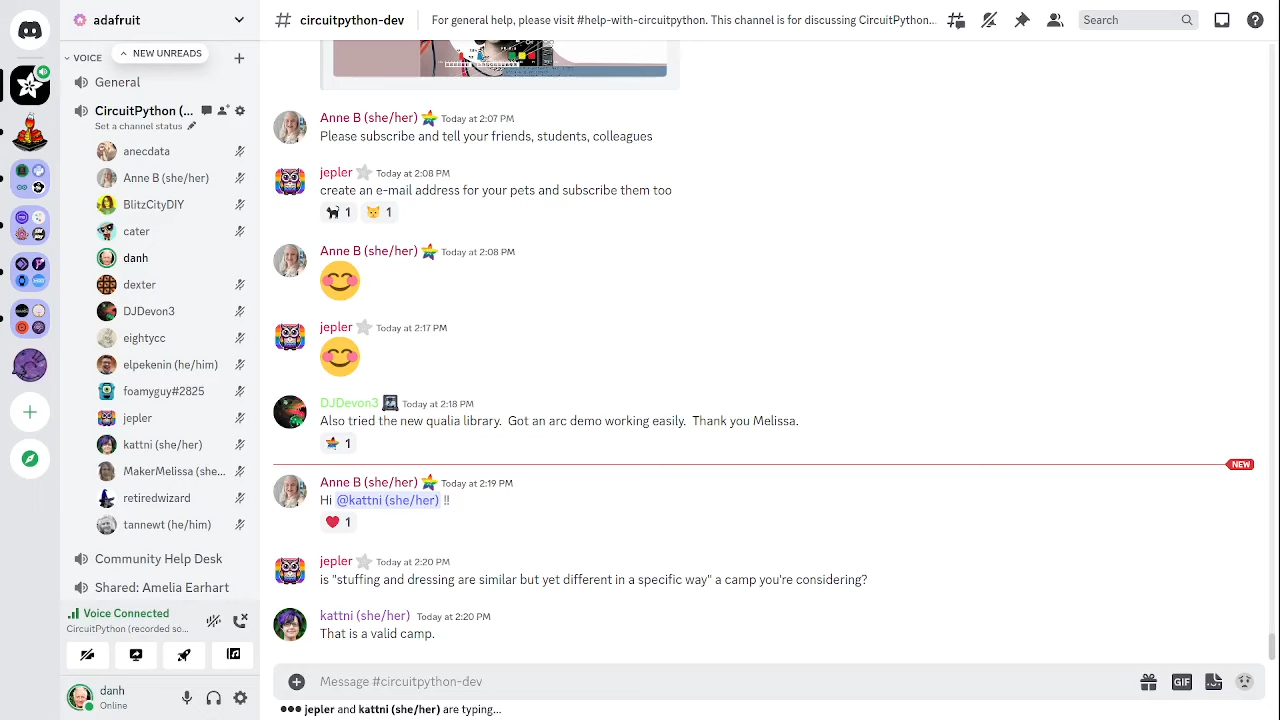 adafruit
# circuitpython-dev
For general help, please visit #help-with-circuitpython. This channel is for discussing CircuitPython...
Search
NEW UNREADS
VOICE
General
CircuitPython (...
Set a channel status
anecdata
Anne B (she/her)
BlitzCityDIY
cater
danh
dexter
DJDevon3
eightycc
elpekenin (he/him)
foamyguy#2825
jepler
kattni (she/her)
MakerMelissa (she...
retiredwizard
tannewt (he/him)
Community Help Desk
Shared: Amelia Earhart
Voice Connected
CircuitPython (recorded so...
danh
Online
Anne B (she/her) Today at 2:07 PM
Please subscribe and tell your friends, students, colleagues
jepler Today at 2:08 PM
create an e-mail address for your pets and subscribe them too
1 1
Anne B (she/her) Today at 2:08 PM
jepler Today at 2:17 PM
DJDevon3 Today at 2:18 PM
Also tried the new qualia library. Got an arc demo working easily. Thank you Melissa.
1
NEW
Anne B (she/her) Today at 2:19 PM
Hi @kattni (she/her) !!
1
jepler Today at 2:20 PM
is "stuffing and dressing are similar but yet different in a specific way" a camp you're considering?
kattni (she/her) Today at 2:20 PM
That is a valid camp.
Message #circuitpython-dev
GIF
jepler and kattni (she/her) are typing...